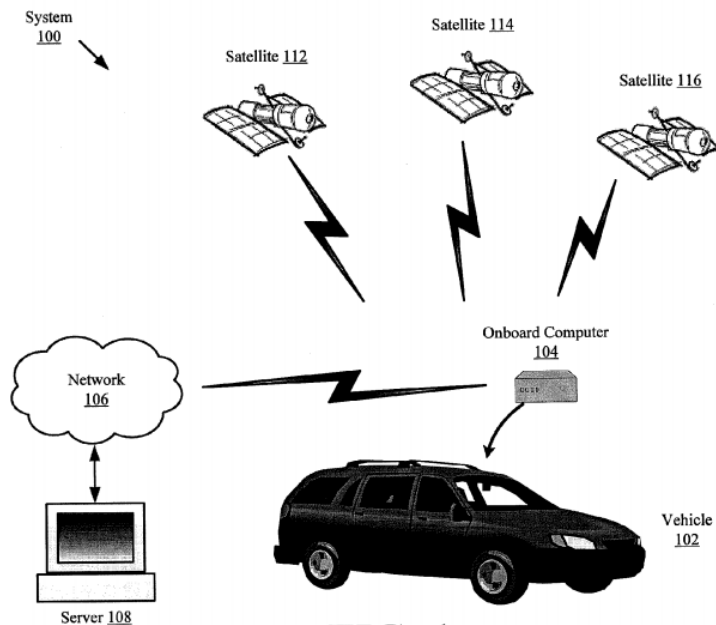 System
100
Satellite 112
Satellite 114
Satellite 116
Onboard Computer
104
Network
106
Vehicle
102
Server 108